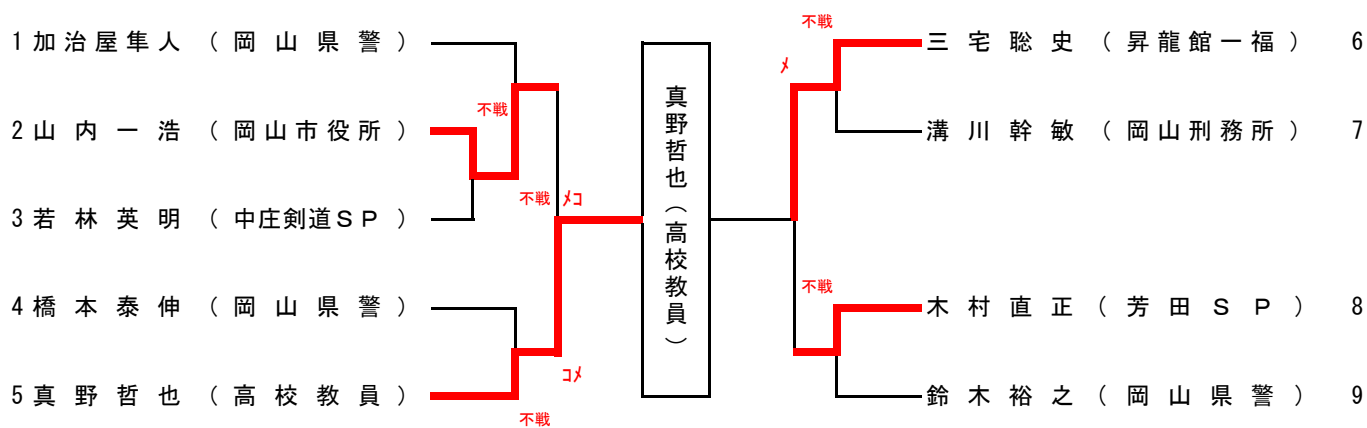 1 加治屋隼人 （ 岡 山 県 警 ）
不戦
2 山 内 一 浩 （ 岡山市役所 ）
不戦 メコ
3 若 林 英 明 （ 中庄剣道ＳＰ ）
4 橋 本 泰 伸 （ 岡 山 県 警 ）
コメ
5 真 野 哲 也 （ 高 校 教 員 ）
不戦
真野哲也（高校教員）
不戦
三 宅 聡 史 （ 昇龍館一福 ） 6
メ
溝 川 幹 敏 （ 岡山刑務所 ） 7
不戦
木 村 直 正 （ 芳 田 Ｓ Ｐ ） 8
鈴 木 裕 之 （ 岡 山 県 警 ） 9